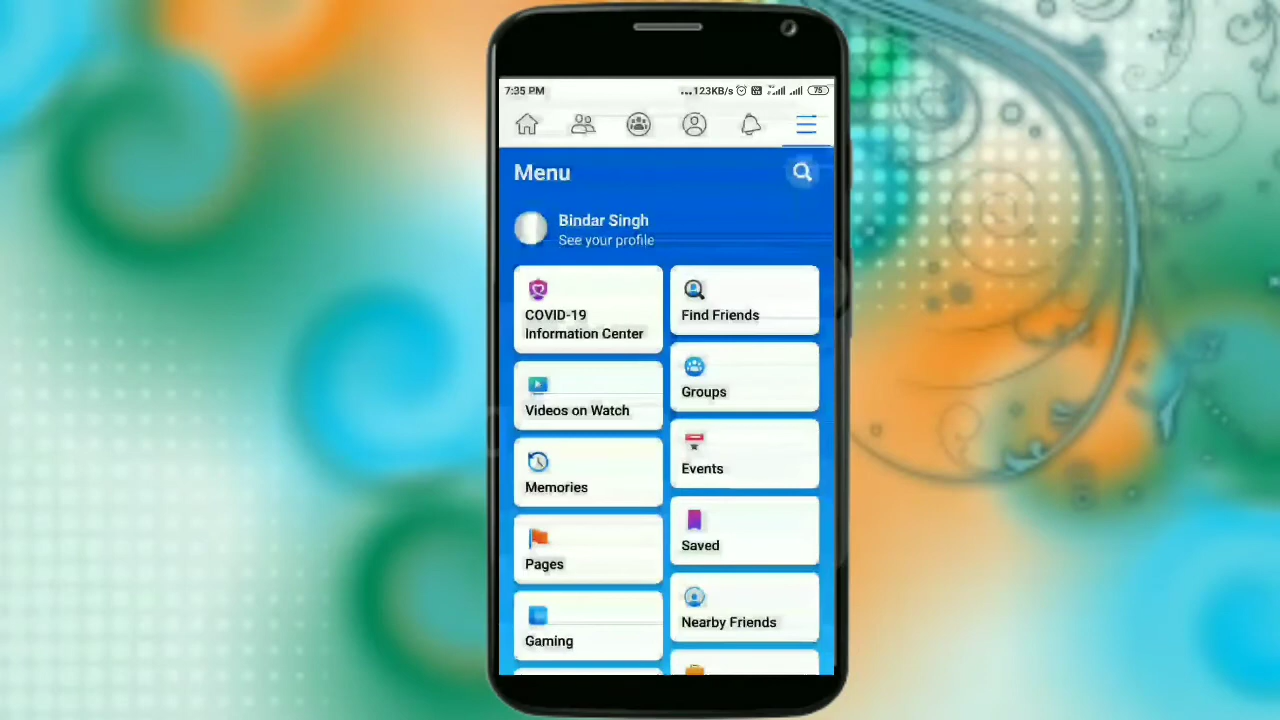 7:35 PM
...123KB/s
75
Menu
Bindar Singh
See your profile
COVID-19
Information Center
Find Friends
Videos on Watch
Groups
Memories
Events
Pages
Saved
Gaming
Nearby Friends